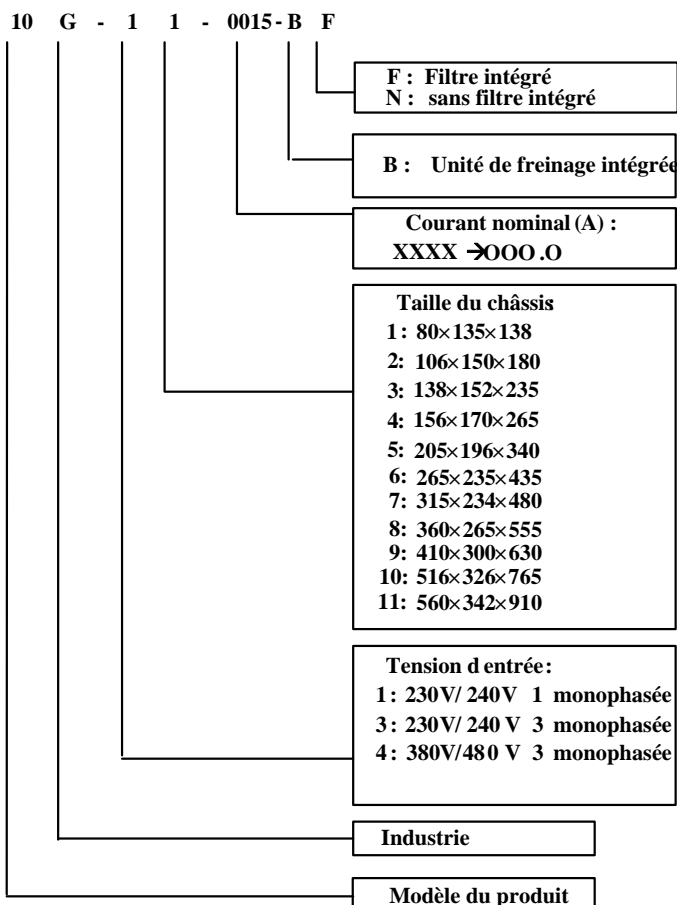 10 G - 1 1 - 0015 - B F
F : Filtre intégré
N : sans filtre intégré
B : Unité de freinage intégrée
Courant nominal (A) :
XXXX →OOO .O
Taille du châssis:
1 : 80×135×138
2: 106×150×180
3: 138×152×235
4: 156×170×265
5: 205×196×340
6: 265×235×435
7: 315×234×480
8: 360×265×555
9: 410×300×630
10: 516×326×765
11: 560×342×910
Tension d entrée :
1 : 230V/ 240V 1 monophasée
3 : 230V/ 240 V 3 monophasée
4 : 380V/480 V 3 monophasée
Industrie
Modèle du produit